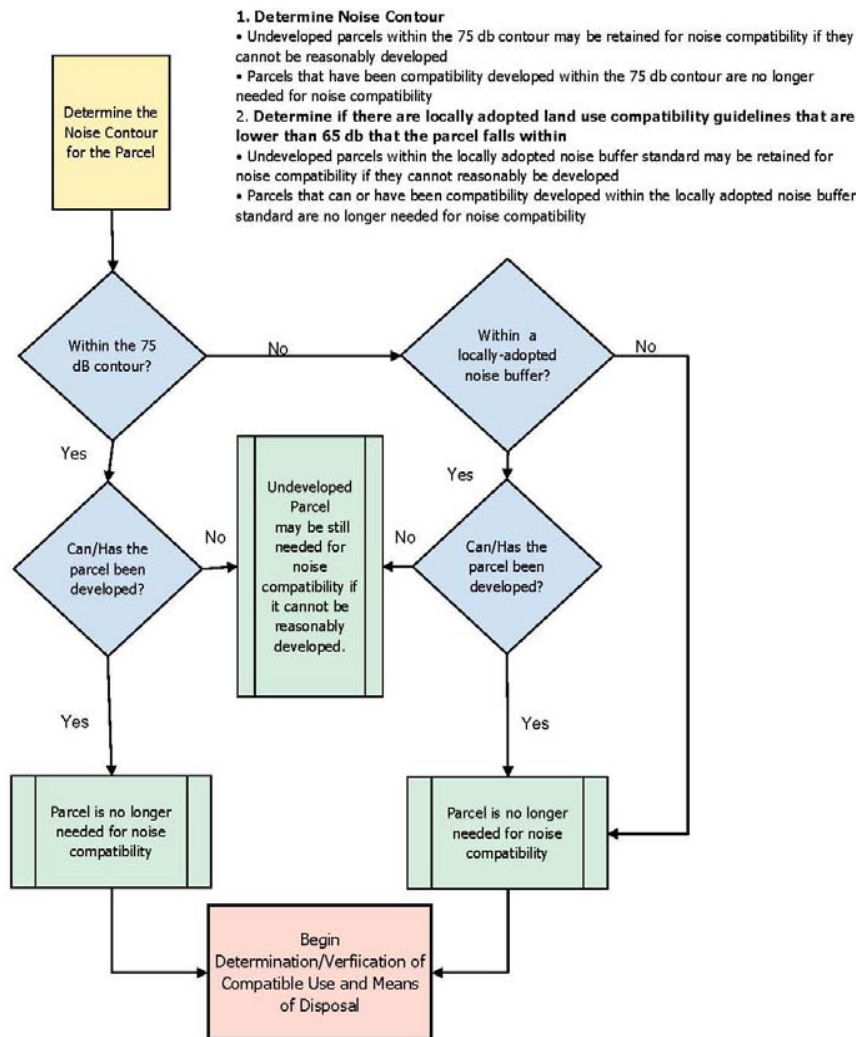 1. Determine Noise Contour
• Undeveloped parcels within the 75 db contour may be retained for noise compatibility if they
cannot be reasonably developed
• Parcels that have been compatibility developed within the 75 db contour are no longer
needed for noise compatibility
2. Determine if there are locally adopted land use compatibility guidelines that are
lower than 65 db that the parcel falls within
• Undeveloped parcels within the locally adopted noise buffer standard may be retained for
noise compatibility if they cannot reasonably be developed
• Parcels that can or have been compatibility developed within the locally adopted noise buffer
standard are no longer needed for noise compatibility
Determine the
Noise Contour
for the Parcel
Within the 75
dB contour?
No
Within a
locally-adopted
noise buffer?
No
Yes
Yes
Can/Has the
parcel been
developed?
No
Undeveloped
Parcel
may be still
needed for
noise
compatibility if
it cannot be
reasonably
developed.
No
Can/Has the
parcel been
developed?
Yes
Yes
Parcel is no longer
needed for noise
compatibility
Parcel is no longer
needed for noise
compatibility
Begin
Determination/Verfiication of
Compatible Use and Means
of Disposal